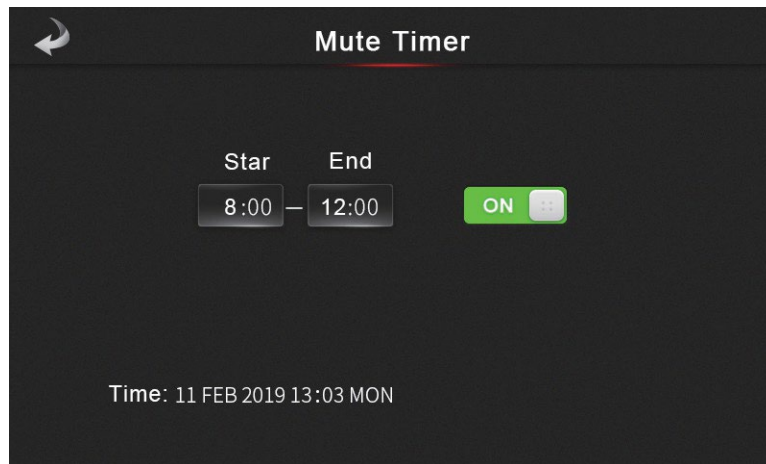 Mute Timer
Star End
8:00 – 12:00 ON
Time: 11 FEB 2019 13:03 MON